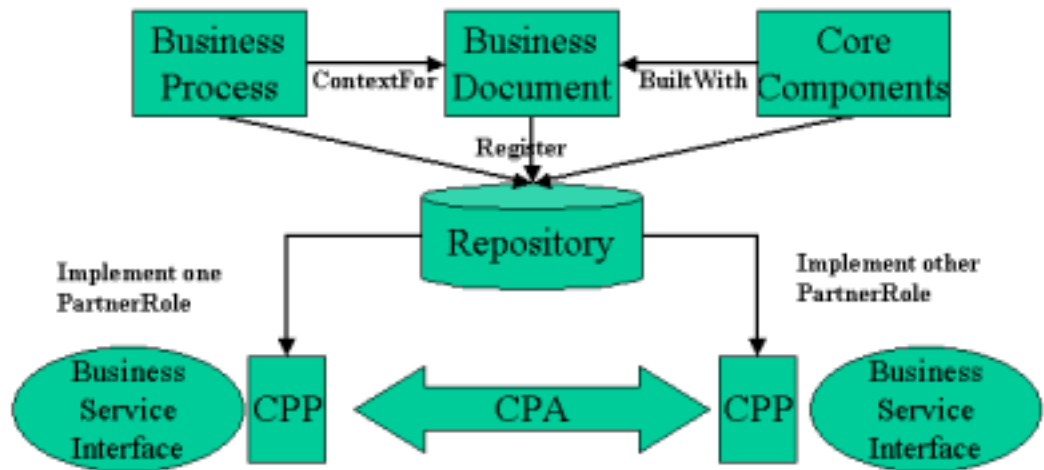 Business
Process
ContextFor
Business
Document
BuiltWith
Core
Components
Register
Repository
Implement one
PartnerRole
Implement other
PartnerRole
Business
Service
Interface
CPP
CPA
CPP
Business
Service
Interface